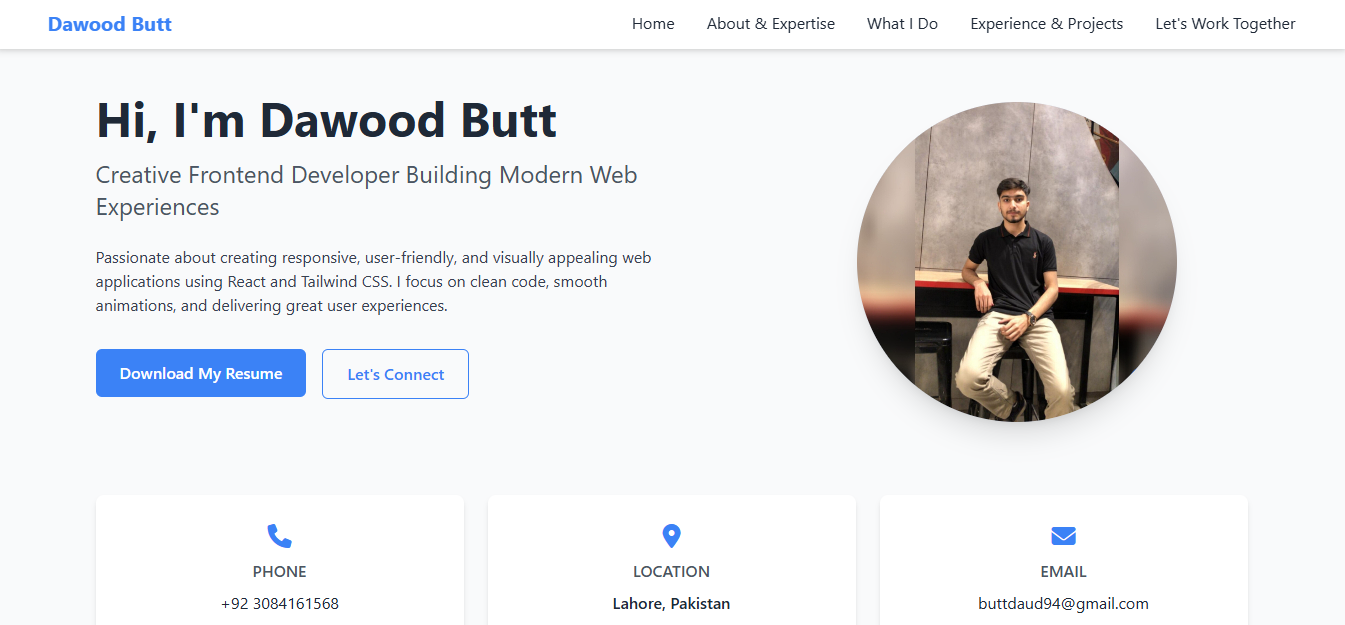 Dawood Butt
Home About & Expertise What I Do Experience & Projects Let's Work Together
Hi, I'm Dawood Butt
Creative Frontend Developer Building Modern Web
Experiences
Passionate about creating responsive, user-friendly, and visually appealing web
applications using React and Tailwind CSS. I focus on clean code, smooth
animations, and delivering great user experiences.
Download My Resume Let's Connect
PHONE
+92 3084161568
LOCATION
Lahore, Pakistan
EMAIL
buttdaud94@gmail.com